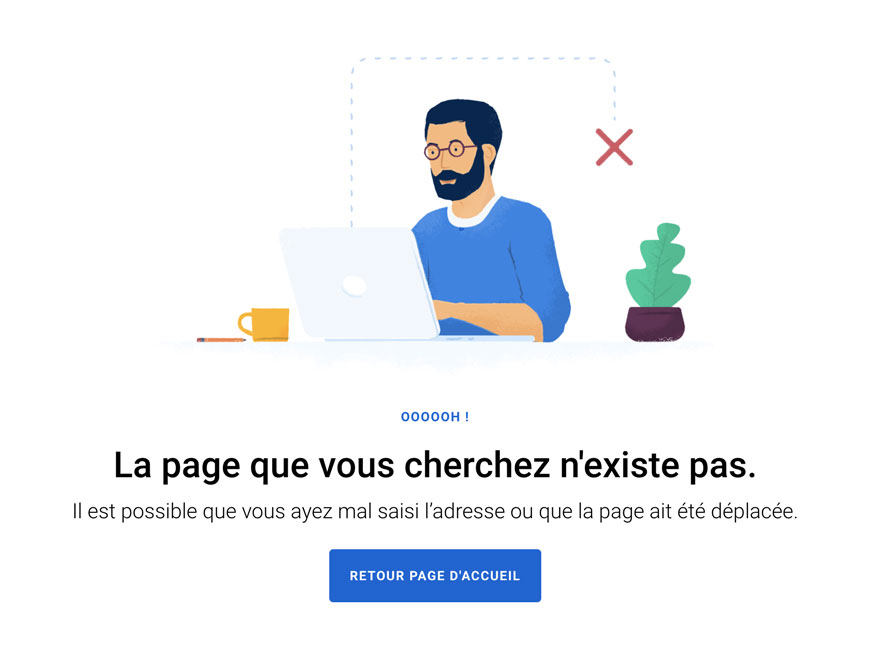 OOOOOH !
La page que vous cherchez n'existe pas.
Il est possible que vous ayez mal saisi l’adresse ou que la page ait été déplacée.
RETOUR PAGE D'ACCUEIL